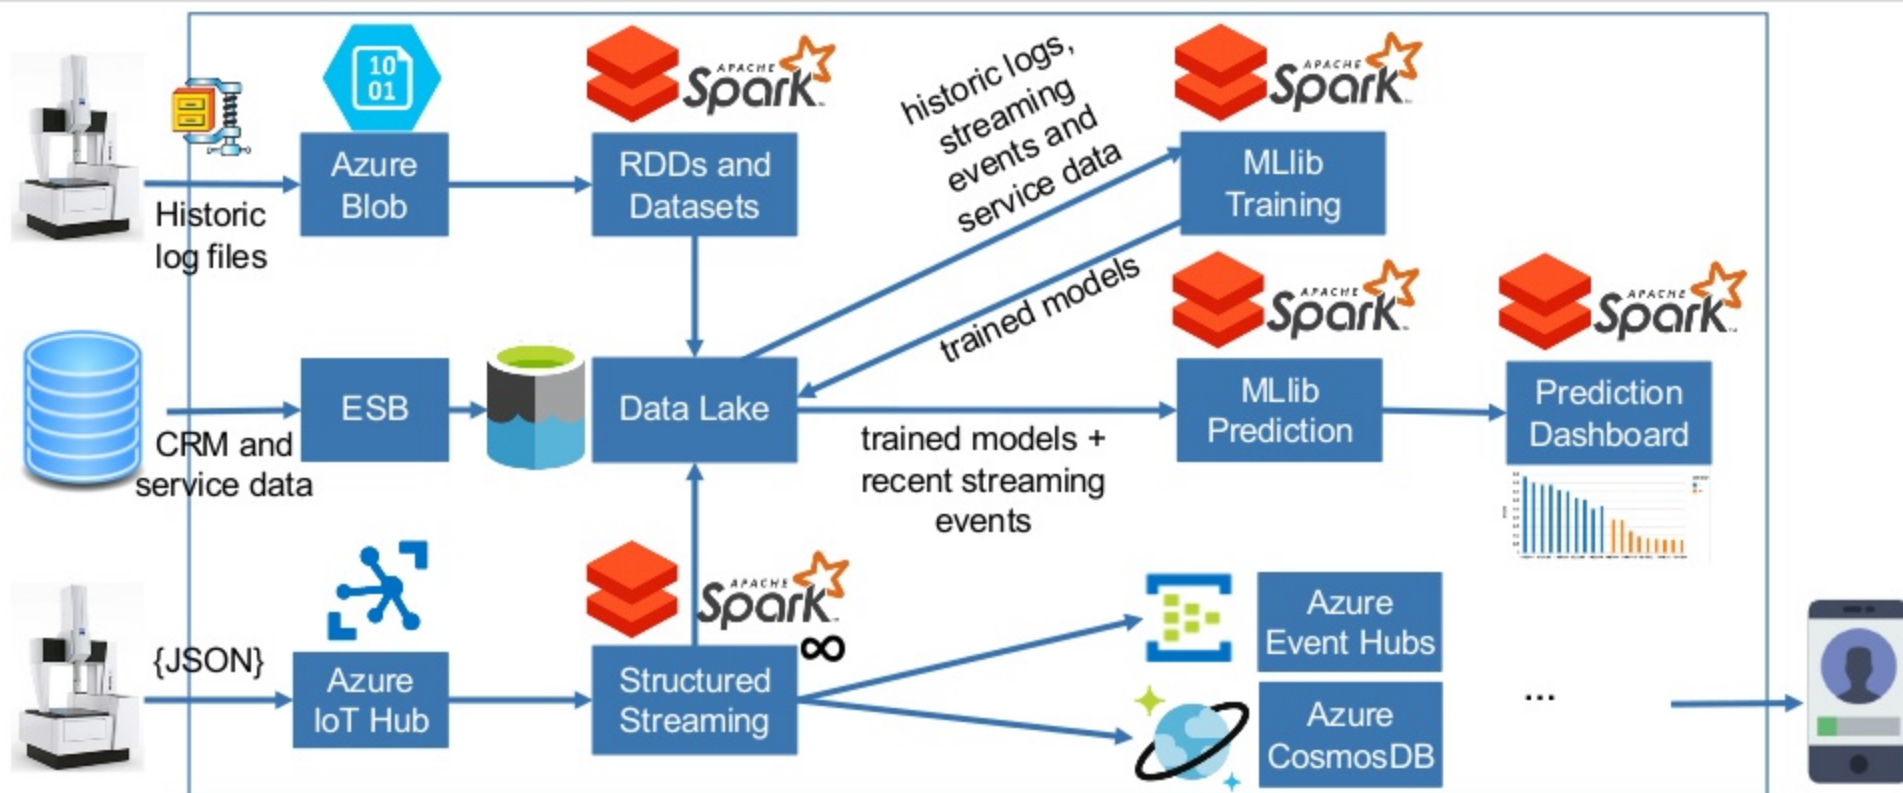 10
01
APACHE
Spark
historic logs,
streaming
events and
service data
APACHE
Spark
Azure
Blob
RDDs and
Datasets
MLlib
Training
Historic
log files
trained models
APACHE
Spark
APACHE
Spark
ESB
Data Lake
MLlib
Prediction
Prediction
Dashboard
CRM and
service data
trained models +
recent streaming
events
APACHE
Spark
∞
{JSON}
Azure
IoT Hub
Structured
Streaming
Azure
Event Hubs
...
Azure
CosmosDB